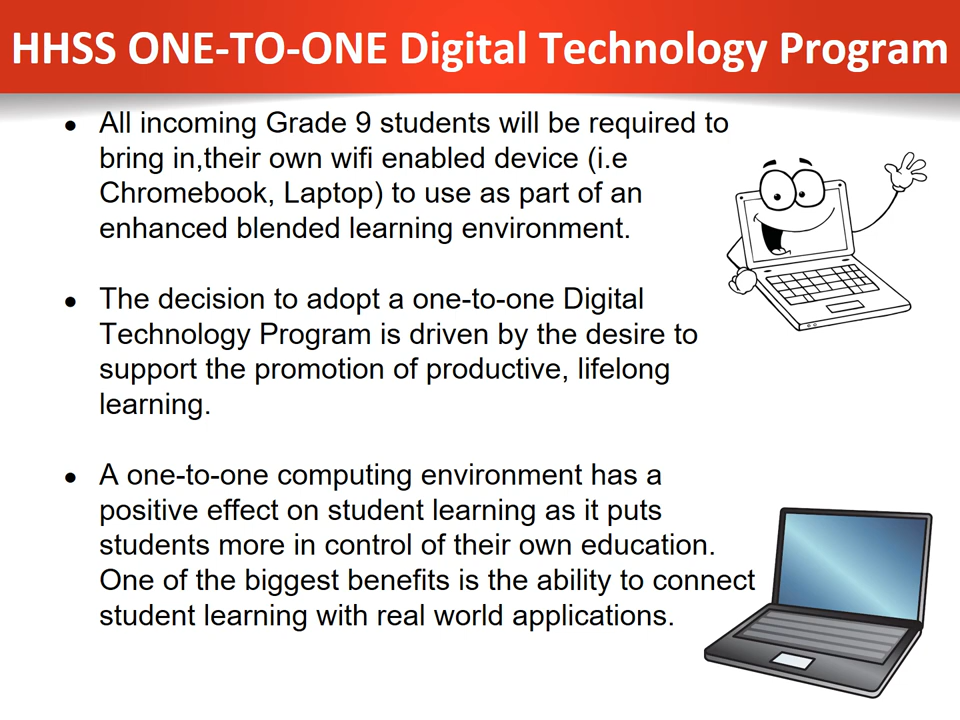 HHSS ONE-TO-ONE Digital Technology Program
● All incoming Grade 9 students will be required to
bring in,their own wifi enabled device (i.e
Chromebook, Laptop) to use as part of an
enhanced blended learning environment.
● The decision to adopt a one-to-one Digital
Technology Program is driven by the desire to
support the promotion of productive, lifelong
learning.
● A one-to-one computing environment has a
positive effect on student learning as it puts
students more in control of their own education.
One of the biggest benefits is the ability to connect
student learning with real world applications.